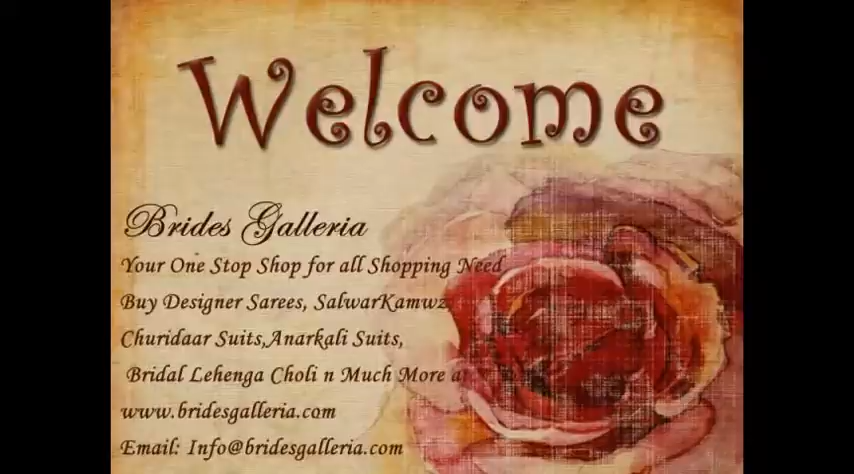 Welcome
Brides Galleria
Your One Stop Shop for all Shopping Need
Buy Designer Sarees, SalwarKamwz,
Churidaar Suits,Anarkali Suits,
Bridal Lehenga Choli n Much More at
www.bridesgalleria.com
Email: Info@bridesgalleria.com